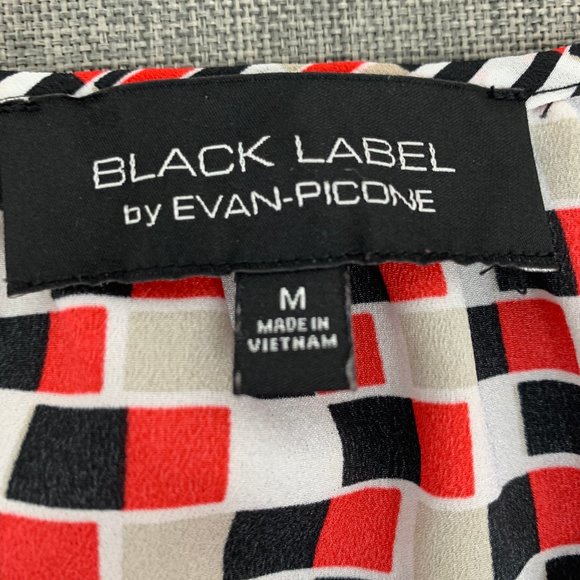 BLACK LABEL
by EVAN-PICONE
M
MADE IN
VIETNAM